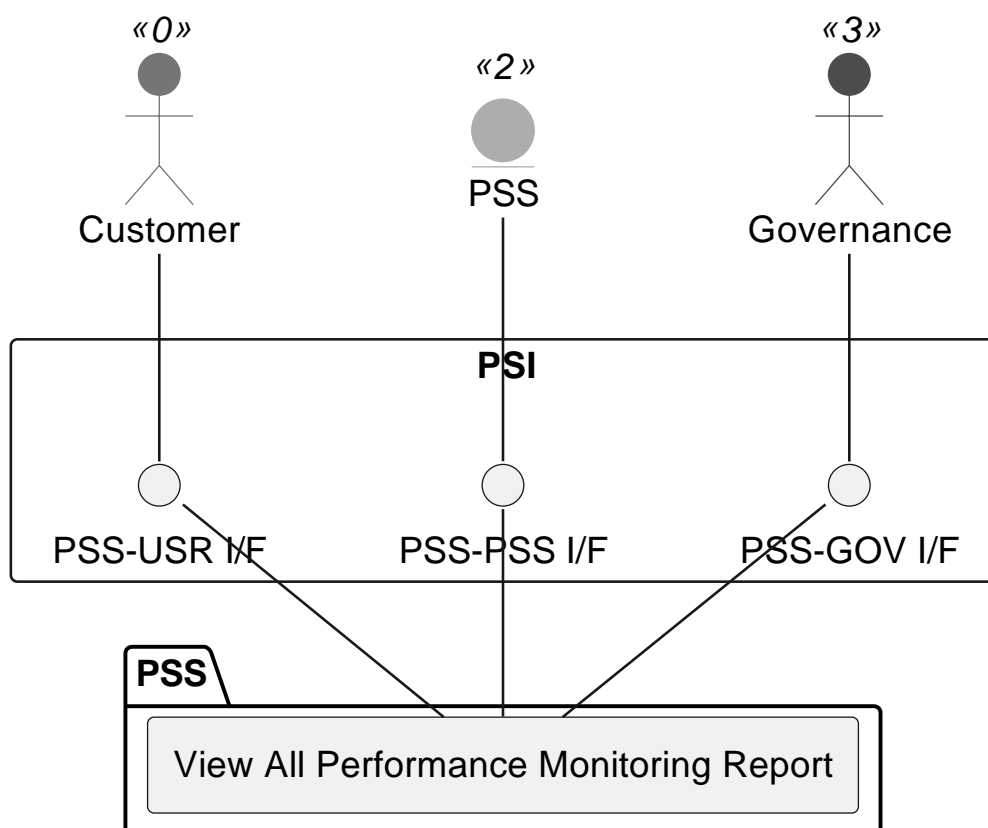 «0»
«2»
«3»
PSS
Customer
Governance
PSI
PSS-USR I/F
PSS-PSS I/F
PSS-GOV I/F
PSS
View All Performance Monitoring Report